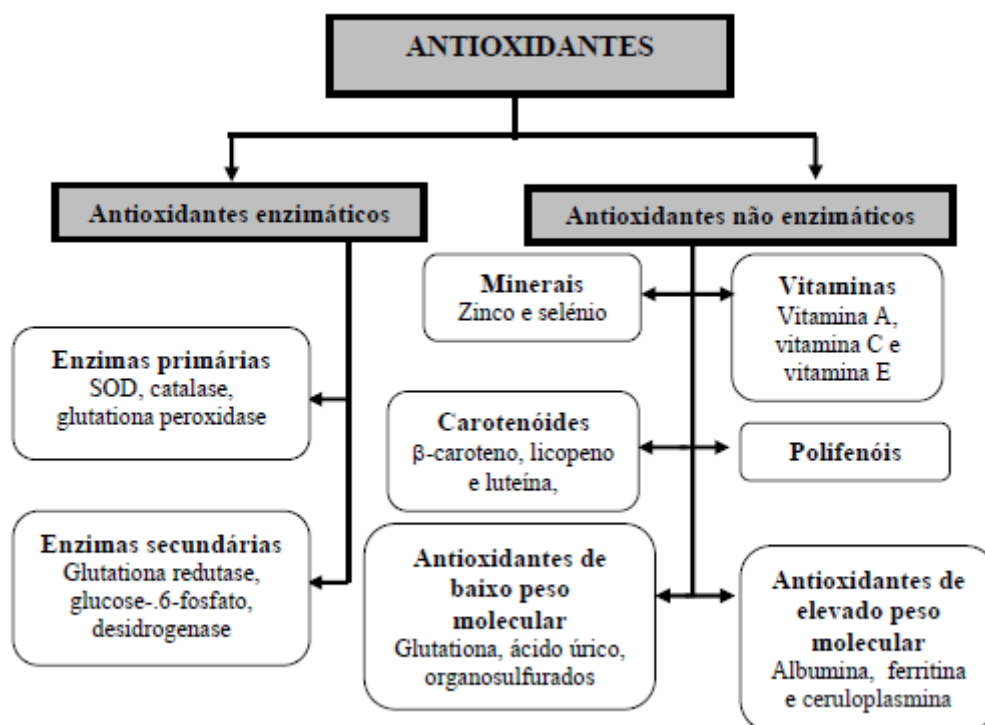 ANTIOXIDANTES
Antioxidantes enzimáticos
Antioxidantes não enzimáticos
Enzimas primárias
SOD, catalase,
glutationa peroxidase
Enzimas secundárias
Glutationa redutase,
glucose-.6-fosfato,
desidrogenase
Minerais
Zinco e selénio
Vitaminas
Vitamina A,
vitamina C e
vitamina E
Carotenóides
β-caroteno, licopeno
e luteína,
Polifenóis
Antioxidantes de
baixo peso
molecular
Glutationa, ácido úrico,
organosulfurados
Antioxidantes de
elevado peso
molecular
Albumina, ferritina
e ceruloplasmina